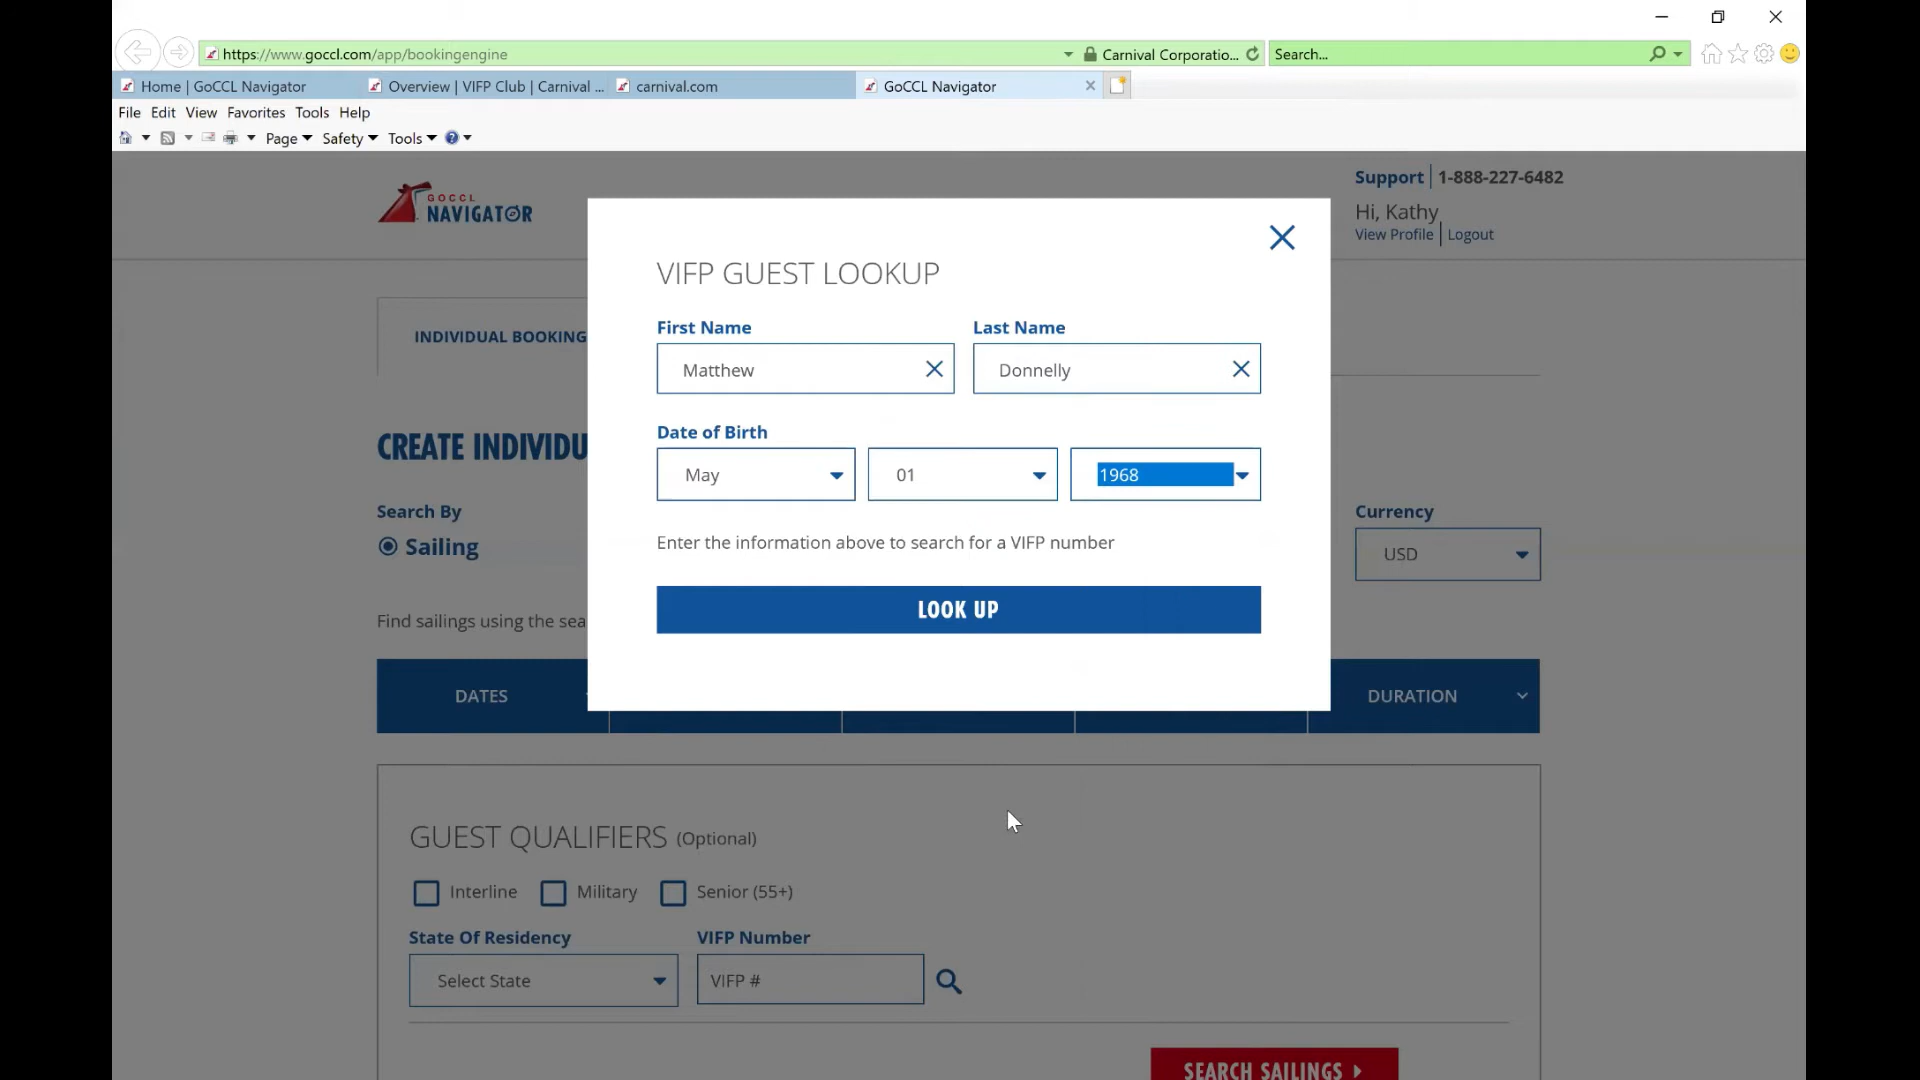 https://www.goccl.com/app/bookingengine
Carnival Corporatio...
Search...
Home | GoCCL Navigator
Overview | VIFP Club | Carnival ...
carnival.com
GoCCL Navigator
File Edit View Favorites Tools Help
Page Safety Tools
GOCCL
NAVIGATOR
Support
1-888-227-6482
Hi, Kathy
View Profile
Logout
VIFP GUEST LOOKUP
First Name
Last Name
Matthew
Donnelly
Date of Birth
May
01
1968
Enter the information above to search for a VIFP number
LOOK UP
INDIVIDUAL BOOKING
CREATE INDIVIDU
Search By
Sailing
Currency
USD
Find sailings using the sea
DATES
DURATION
GUEST QUALIFIERS (Optional)
Interline
Military
Senior (55+)
State Of Residency
VIFP Number
Select State
VIFP #
SEARCH SAILINGS